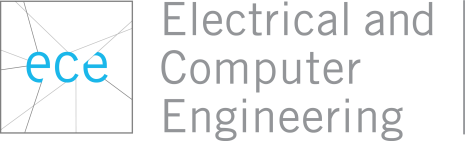 ece
Electrical and
Computer
Engineering